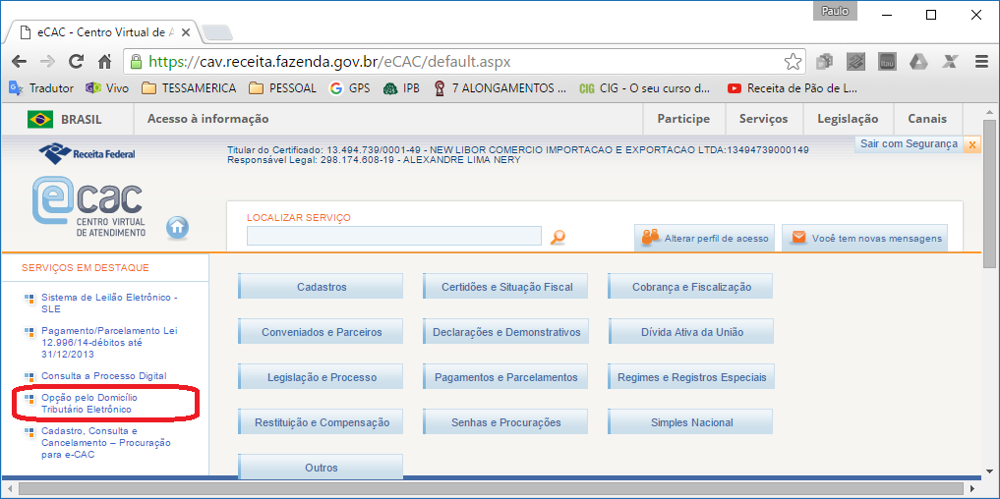 Paulo
eCAC - Centro Virtual de A
https://cav.receita.fazenda.gov.br/eCAC/default.aspx
Tradutor Vivo TESSAMERICA PESSOAL GPS IPB 7 ALONGAMENTOS ... CIG CIG - O seu curso d... Receita de Pão de L...
BRASIL Acesso à informação Participe Serviços Legislação Canais
Receita Federal
Titular do Certificado: 13.494.739/0001-49 - NEW LIBOR COMERCIO IMPORTACAO E EXPORTACAO LTDA:13494739000149
Responsável Legal: 298.174.608-19 - ALEXANDRE LIMA NERY
Sair com Segurança x
ecac
CENTRO VIRTUAL
DE ATENDIMENTO
LOCALIZAR SERVIÇO
Alterar perfil de acesso Você tem novas mensagens
SERVIÇOS EM DESTAQUE
Sistema de Leilão Eletrônico -
SLE
Pagamento/Parcelamento Lei
12.996/14-débitos até
31/12/2013
Consulta a Processo Digital
Opção pelo Domicílio
Tributário Eletrônico
Cadastro, Consulta e
Cancelamento – Procuração
para e-CAC
Cadastros Certidões e Situação Fiscal Cobrança e Fiscalização
Conveniados e Parceiros Declarações e Demonstrativos Dívida Ativa da União
Legislação e Processo Pagamentos e Parcelamentos Regimes e Registros Especiais
Restituição e Compensação Senhas e Procurações Simples Nacional
Outros